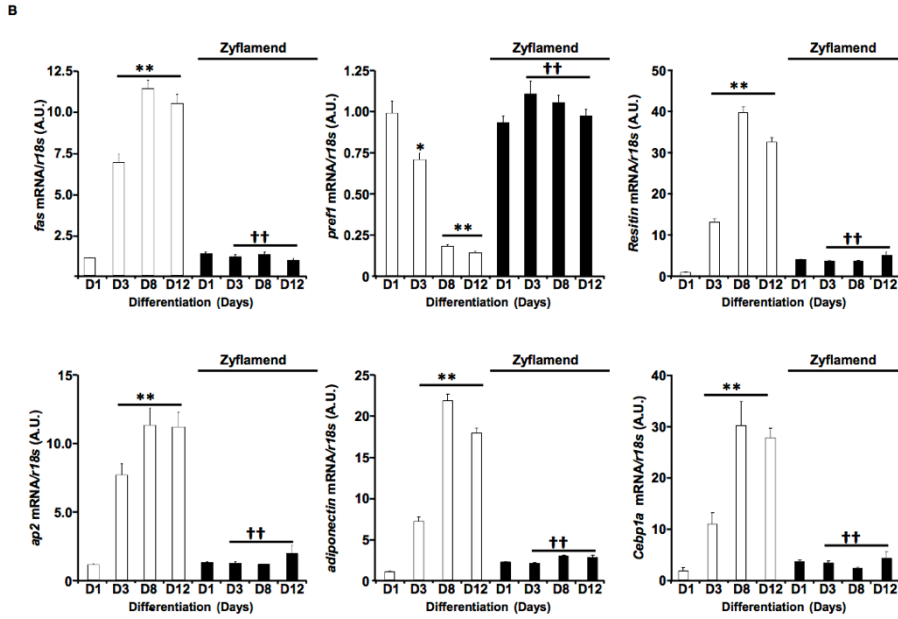 B
Zyflamend
fas mRNA/r18s (A.U.)
12.5
10.0
7.5
5.0
2.5
**
††
D1 D3 D8 D12 D1 D3 D8 D12
Differentiation (Days)
Zyflamend
pref1 mRNA/r18s (A.U.)
1.25
1.00
0.75
0.50
0.25
0
*
**
††
D1 D3 D8 D12 D1 D3 D8 D12
Differentiation (Days)
Zyflamend
Resitin mRNA/r18s (A.U.)
50
40
30
20
10
0
**
††
D1 D3 D8 D12 D1 D3 D8 D12
Differentiation (Days)
Zyflamend
ap2 mRNA/r18s (A.U.)
15
10.0
5.0
0
**
††
D1 D3 D8 D12 D1 D3 D8 D12
Differentiation (Days)
Zyflamend
adiponectin mRNA/r18s (A.U.)
25
20
15
10
5
0
**
††
D1 D3 D8 D12 D1 D3 D8 D12
Differentiation (Days)
Zyflamend
Cebp1a mRNA/r18s (A.U.)
40
30
20
10
0
**
††
D1 D3 D8 D12 D1 D3 D8 D12
Differentiation (Days)